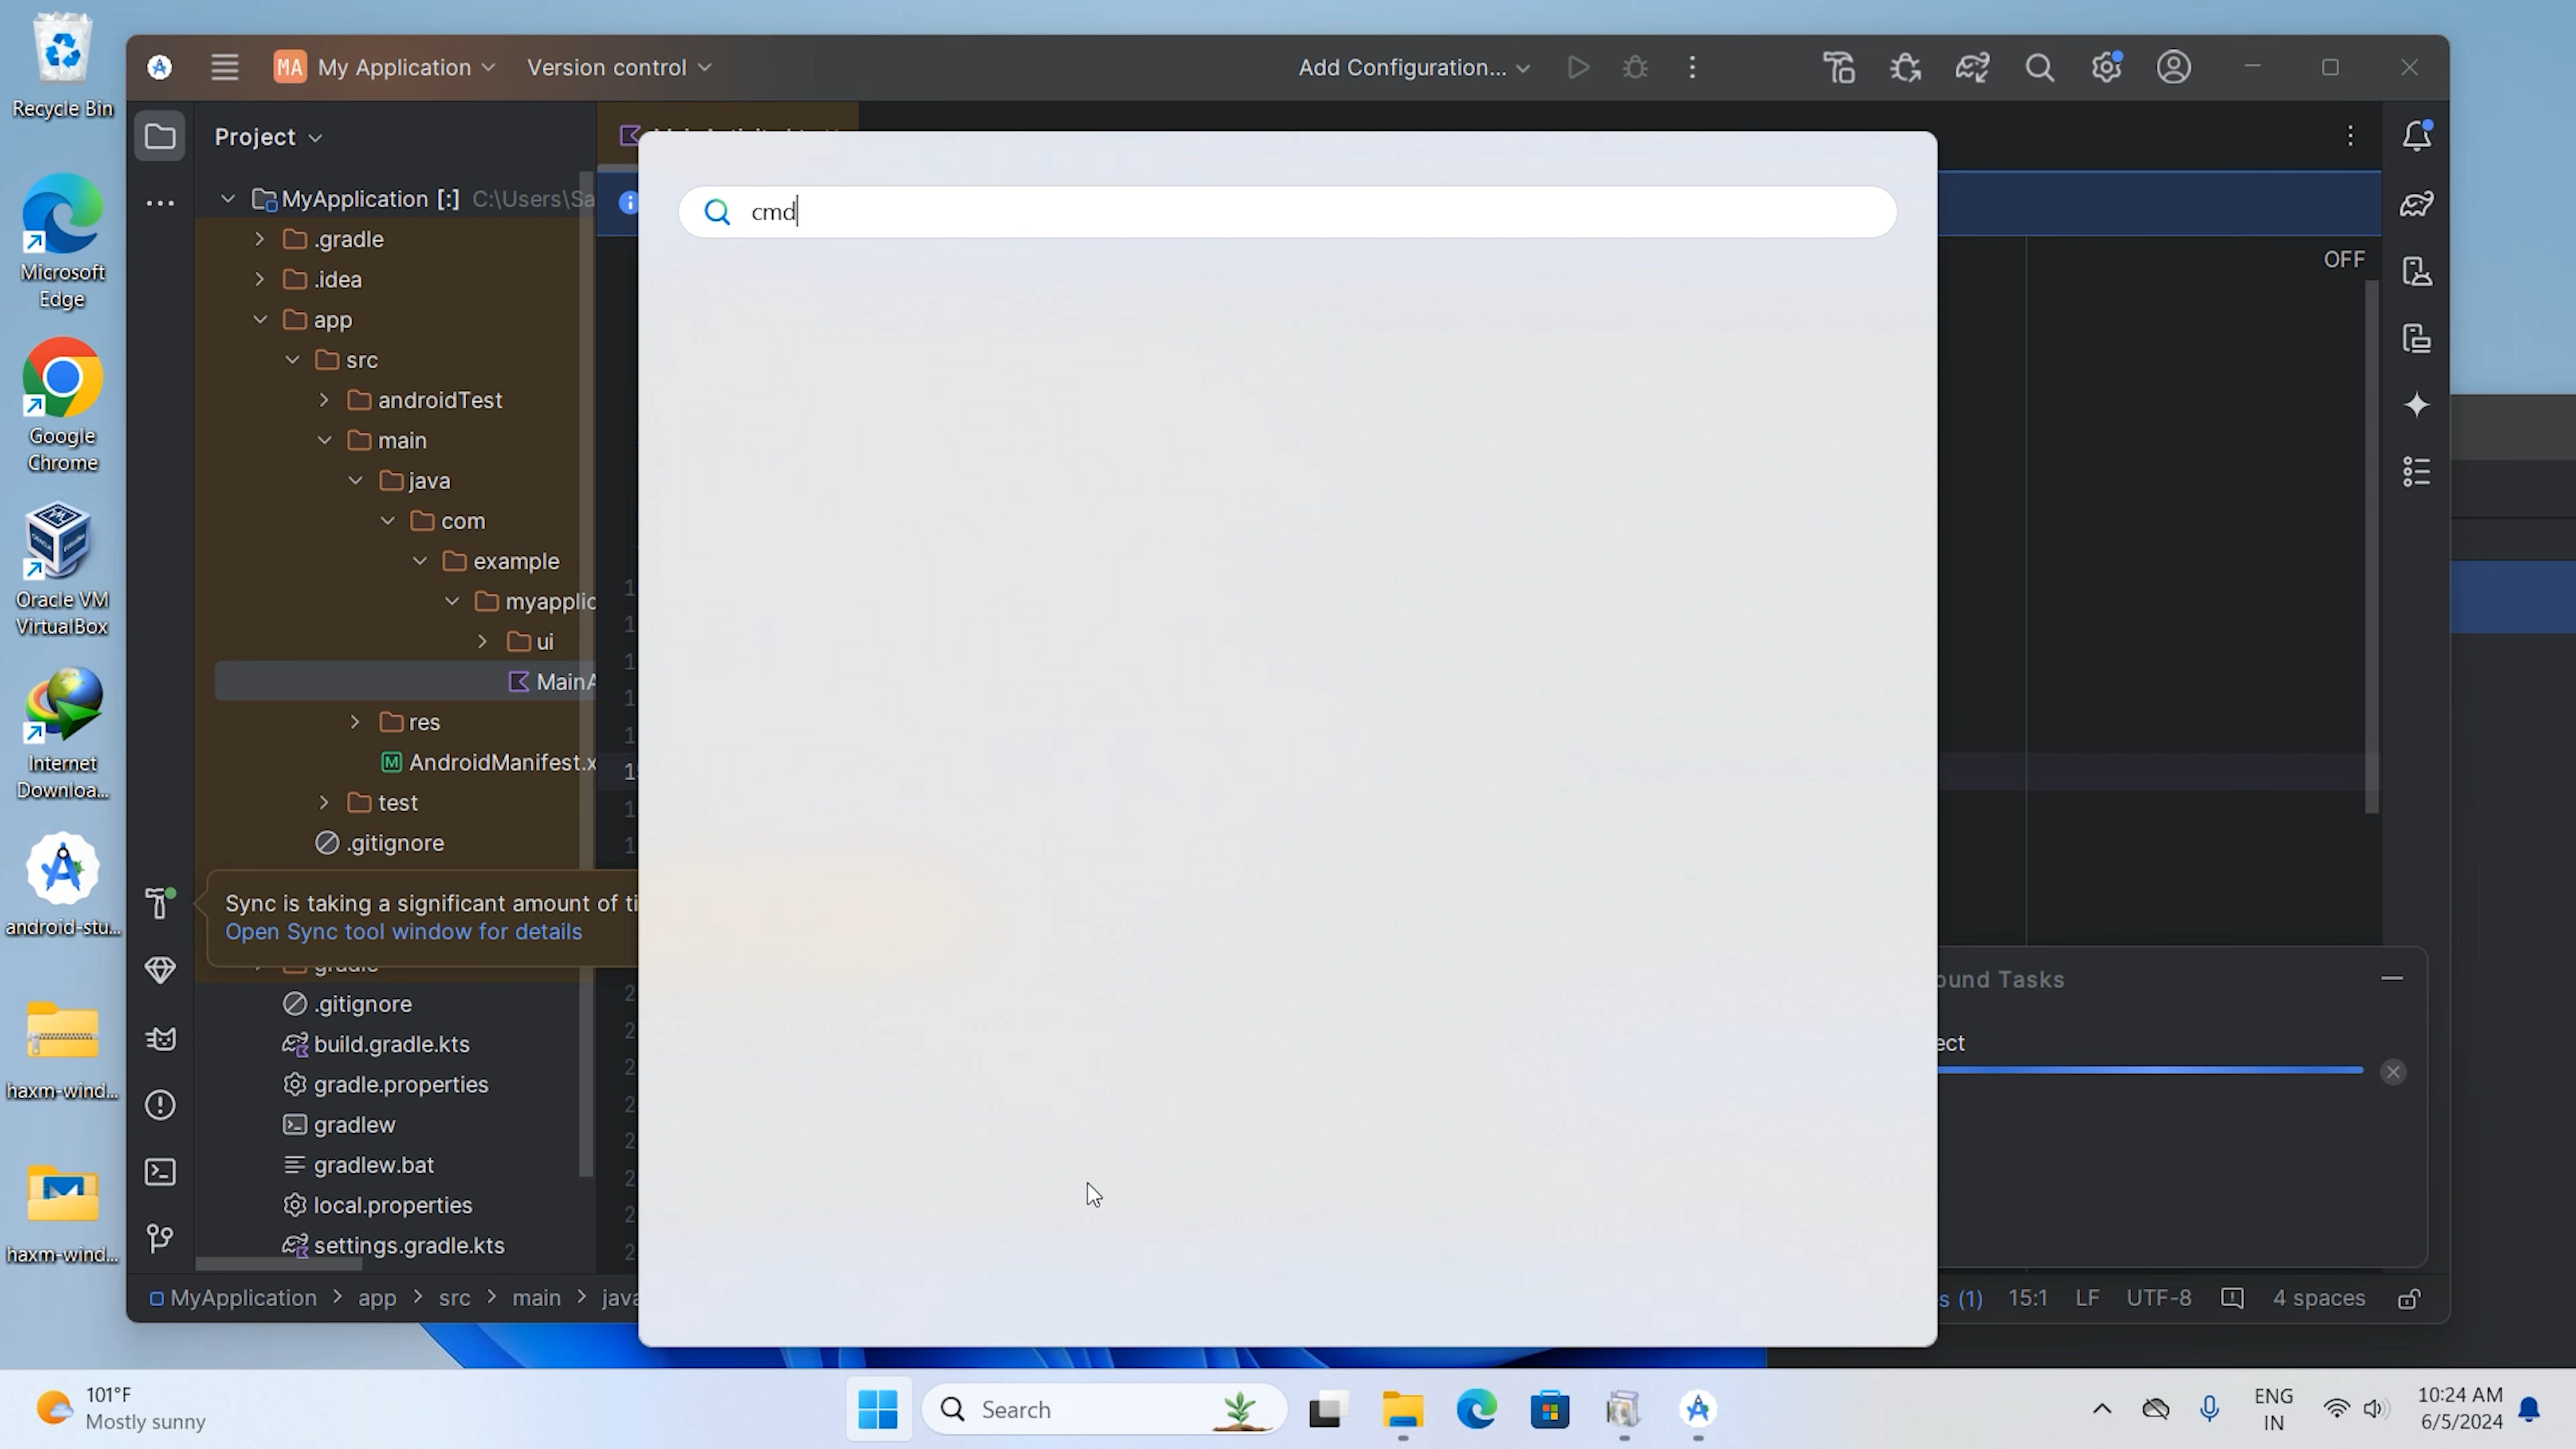 Recycle Bin
Microsoft
Edge
Google
Chrome
Oracle VM
VirtualBox
Internet
Downloa...
android-stu...
haxm-wind...
haxm-wind...
MA My Application
Version control
Add Configuration...
Project
MyApplication [:] C:\Users\Sa
.gradle
.idea
app
src
androidTest
main
java
com
example
myapplic
ui
MainA
res
AndroidManifest.x
test
.gitignore
Sync is taking a significant amount of ti
Open Sync tool window for details
gradle
.gitignore
build.gradle.kts
gradle.properties
gradlew
gradlew.bat
local.properties
settings.gradle.kts
cmd
OFF
ound Tasks
ect
MyApplication > app > src > main > java
s (1) 15:1 LF UTF-8 4 spaces
101°F
Mostly sunny
Search
ENG
IN
10:24 AM
6/5/2024